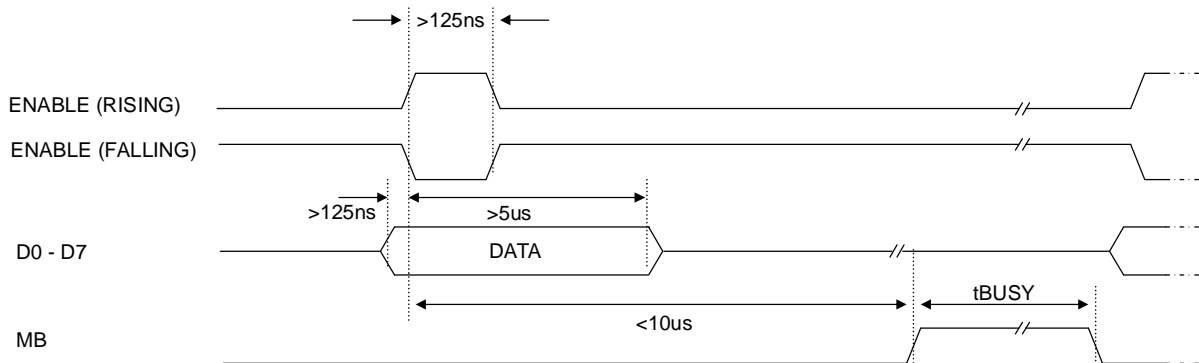 >125ns
ENABLE (RISING)
ENABLE (FALLING)
>125ns
>5us
D0 - D7
DATA
tBUSY
<10us
MB